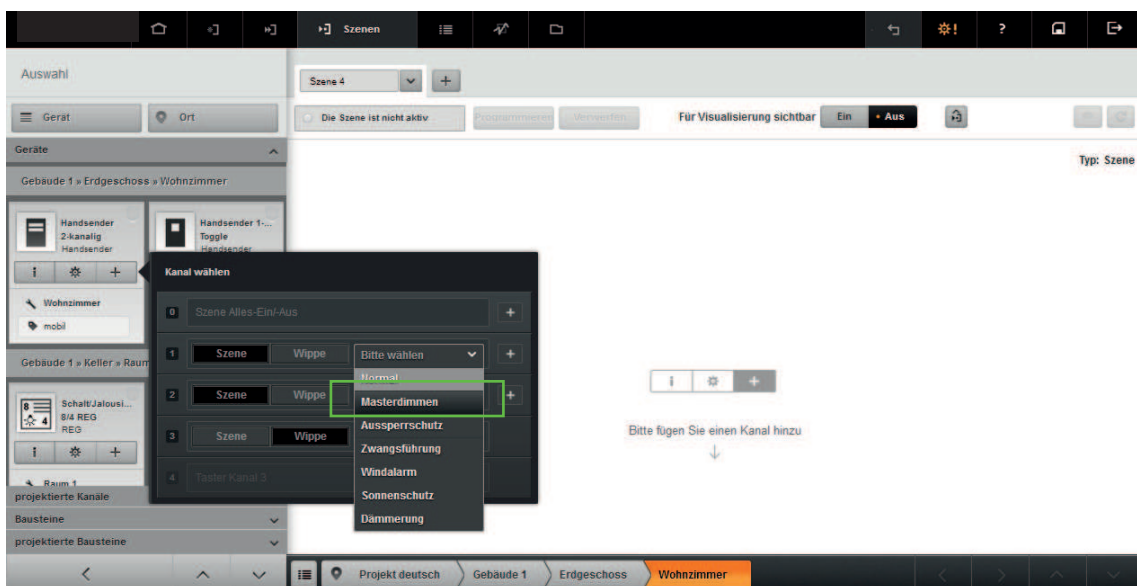 Szenen
?
Auswahl
Szene 4
+
Gerät
Ort
Die Szene ist nicht aktiv
Programmieren
Verwerfen
Für Visualisierung sichtbar
Ein
Aus
Geräte
Typ: Szene
Gebäude 1 » Erdgeschoss » Wohnzimmer
Handsender
2-kanalig
Handsender
Handsender 1-...
Toggle
Handsender
i
+
Wohnzimmer
mobil
Kanal wählen
0
Szene Alles-Ein/-Aus
+
1
Szene
Wippe
Bitte wählen
+
Normal
Masterdimmen
Aussperrschutz
Zwangsführung
Windalarm
Sonnenschutz
Dämmerung
2
Szene
Wippe
+
3
Szene
Wippe
4
Taster Kanal 3
Gebäude 1 » Keller » Raum
8
4
Schalt/Jalousi...
8/4 REG
REG
i
+
Raum 1
projektierte Kanäle
Bausteine
projektierte Bausteine
i
+
Bitte fügen Sie einen Kanal hinzu
Projekt deutsch
Gebäude 1
Erdgeschoss
Wohnzimmer